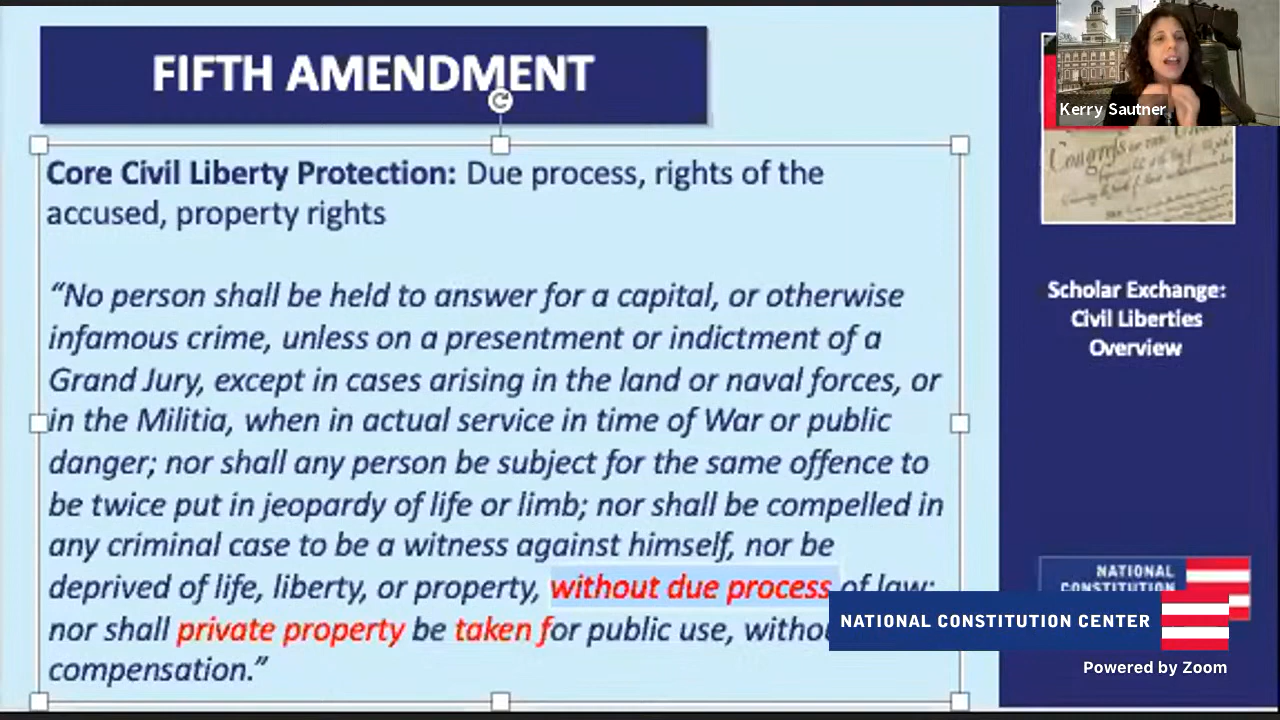 FIFTH AMENDMENT
Core Civil Liberty Protection: Due process, rights of the
accused, property rights
“No person shall be held to answer for a capital, or otherwise
infamous crime, unless on a presentment or indictment of a
Grand Jury, except in cases arising in the land or naval forces, or
in the Militia, when in actual service in time of War or public
danger; nor shall any person be subject for the same offence to
be twice put in jeopardy of life or limb; nor shall be compelled in
any criminal case to be a witness against himself, nor be
deprived of life, liberty, or property, without due process of law;
nor shall private property be taken for public use,
compensation.”
Kerry Sautner
Congress
Scholar Exchange:
Civil Liberties
Overview
NATIONAL
CONSTITUTION
NATIONAL CONSTITUTION CENTER
Powered by Zoom